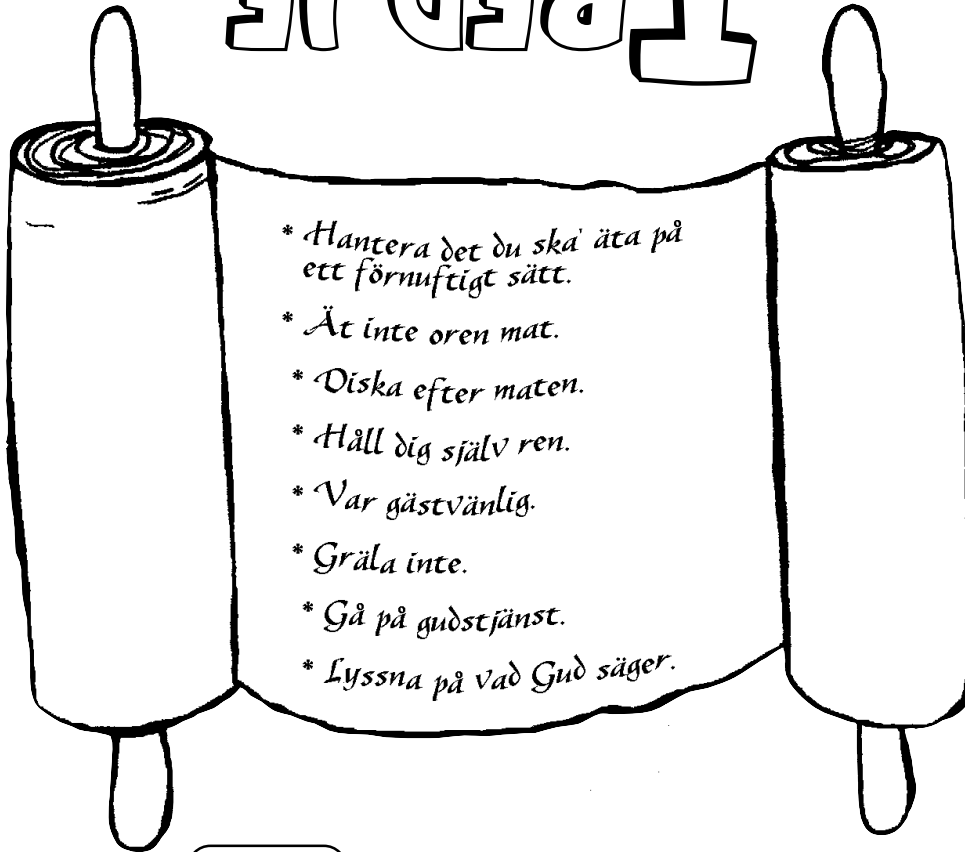 * Hantera det du ska' äta på
ett förnuftigt sätt.
* Ät inte oren mat.
* Diska efter maten.
* Håll dig själv ren.
* Var gästvänlig.
* Gräla inte.
* Gå på gudstjänst.
* Lyssna på vad Gud säger.